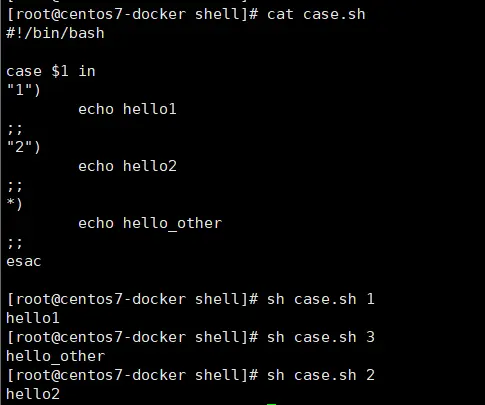 [root@centos7-docker shell]# cat case.sh
#!/bin/bash

case $1 in
"1")
        echo hello1
;;
"2")
        echo hello2
;;
*)
        echo hello_other
;;
esac

[root@centos7-docker shell]# sh case.sh 1
hello1
[root@centos7-docker shell]# sh case.sh 3
hello_other
[root@centos7-docker shell]# sh case.sh 2
hello2